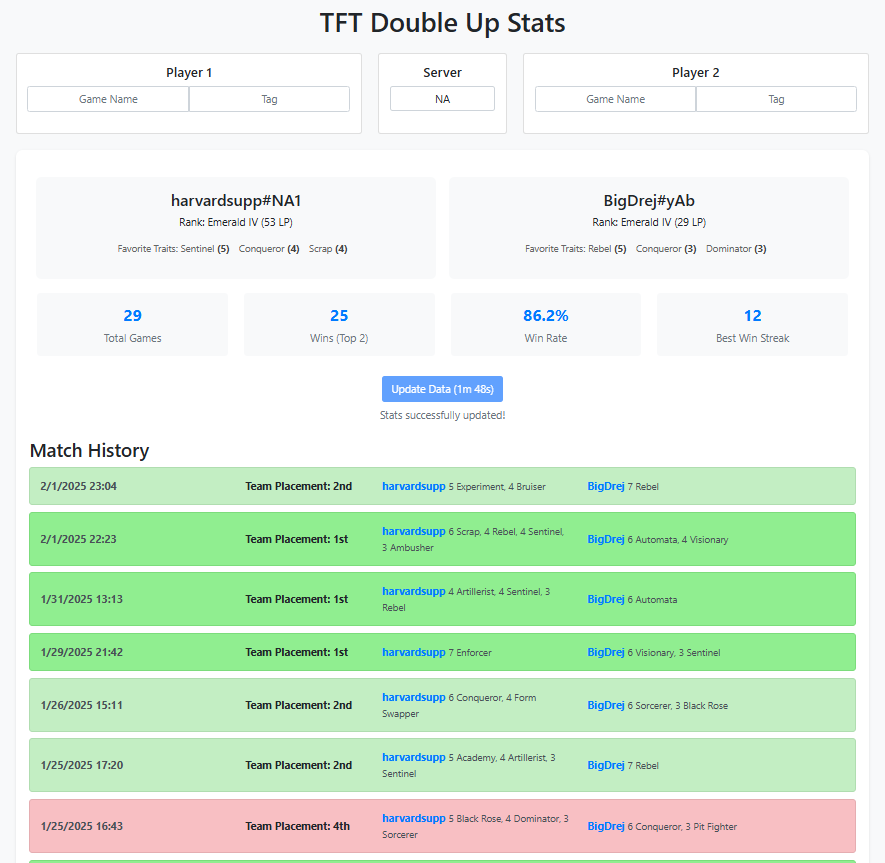 TFT Double Up Stats
Player 1
Game Name Tag
Server
NA
Player 2
Game Name Tag
harvardsupp#NA1
Rank: Emerald IV (53 LP)
Favorite Traits: Sentinel (5) Conqueror (4) Scrap (4)
BigDrej#yAb
Rank: Emerald IV (29 LP)
Favorite Traits: Rebel (5) Conqueror (3) Dominator (3)
29
Total Games
25
Wins (Top 2)
86.2%
Win Rate
12
Best Win Streak
Update Data (1m 48s)
Stats successfully updated!
Match History
2/1/2025 23:04 Team Placement: 2nd harvardsupp 5 Experiment, 4 Bruiser BigDrej 7 Rebel
2/1/2025 22:23 Team Placement: 1st harvardsupp 6 Scrap, 4 Rebel, 4 Sentinel,
3 Ambusher
BigDrej 6 Automata, 4 Visionary
1/31/2025 13:13 Team Placement: 1st harvardsupp 4 Artillerist, 4 Sentinel, 3
Rebel
BigDrej 6 Automata
1/29/2025 21:42 Team Placement: 1st harvardsupp 7 Enforcer BigDrej 6 Visionary, 3 Sentinel
1/26/2025 15:11 Team Placement: 2nd harvardsupp 6 Conqueror, 4 Form
Swapper
BigDrej 6 Sorcerer, 3 Black Rose
1/25/2025 17:20 Team Placement: 2nd harvardsupp 5 Academy, 4 Artillerist, 3
Sentinel
BigDrej 7 Rebel
1/25/2025 16:43 Team Placement: 4th harvardsupp 5 Black Rose, 4 Dominator, 3
Sorcerer
BigDrej 6 Conqueror, 3 Pit Fighter